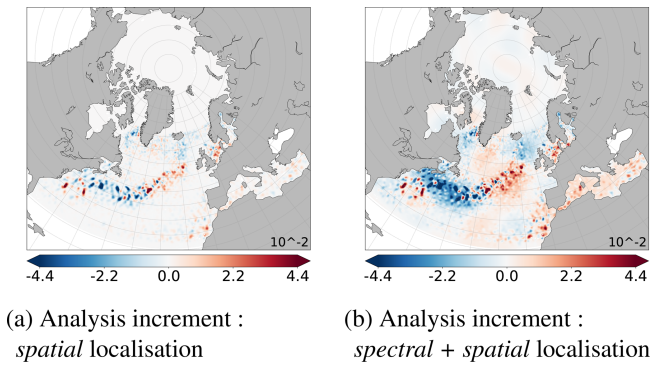 10^-2
10^-2
-4.4 -2.2 0.0 2.2 4.4
-4.4 -2.2 0.0 2.2 4.4
(a) Analysis increment :
spatial localisation
(b) Analysis increment :
spectral + spatial localisation